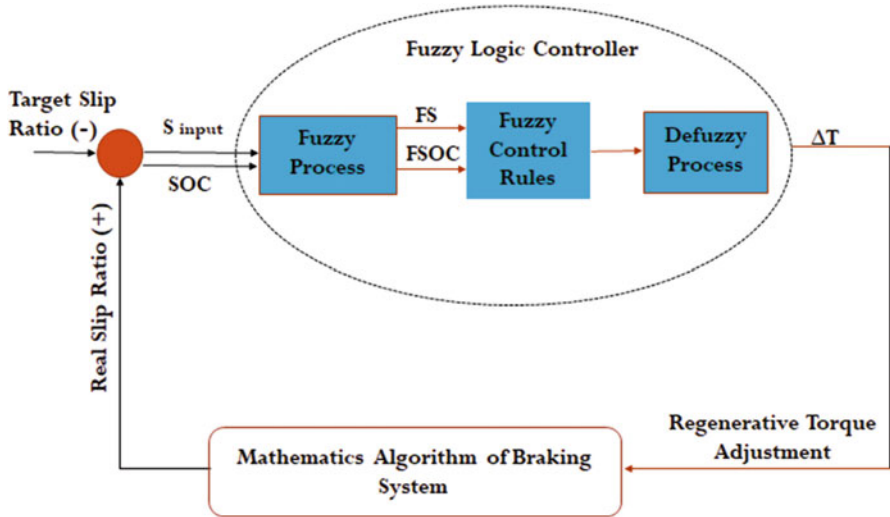 Fuzzy Logic Controller
Target Slip
Ratio (-)
S input
SOC
Fuzzy
Process
FS
FSOC
Fuzzy
Control
Rules
Defuzzy
Process
ΔT
Real Slip Ratio (+)
Regenerative Torque
Adjustment
Mathematics Algorithm of Braking
System